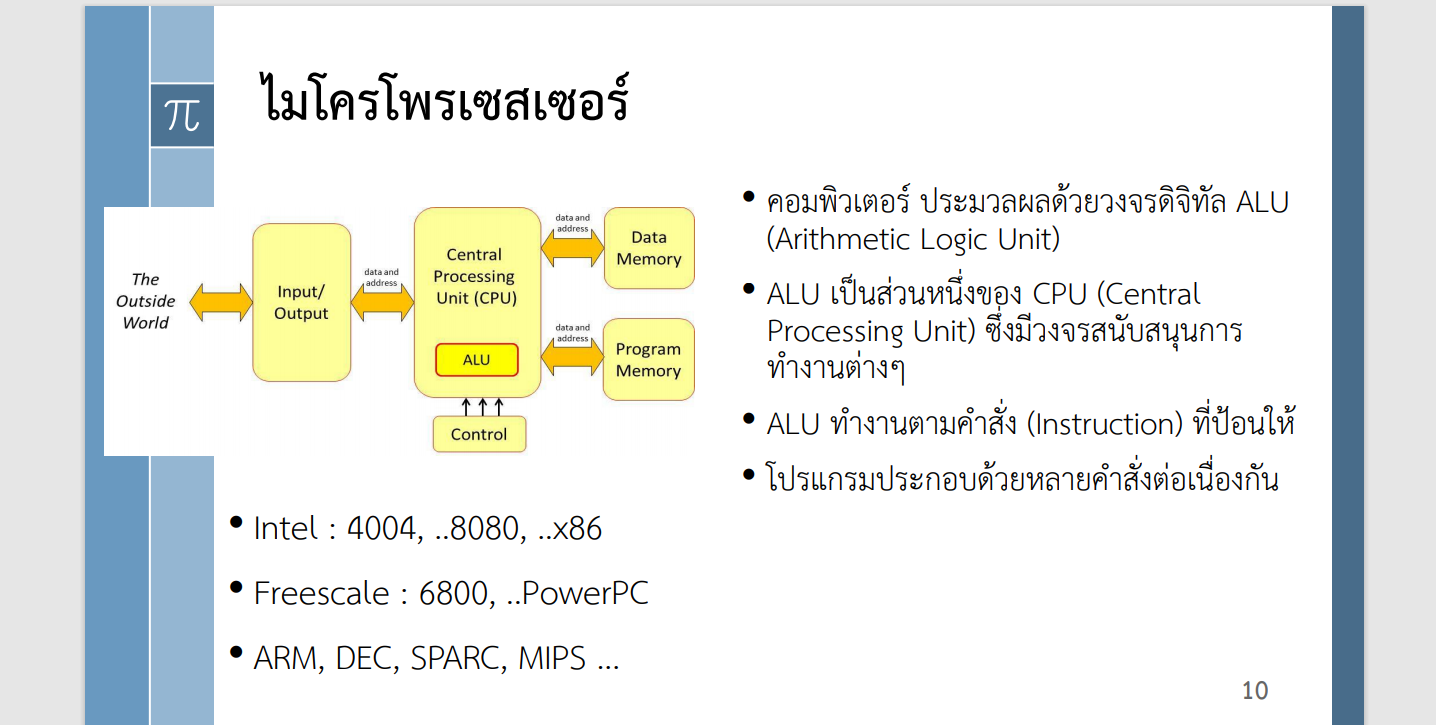 π
ไมโครโพรเซสเซอร์
The
Outside
World
Input/
Output
data and
address
Central
Processing
Unit (CPU)
ALU
Control
data and
address
Data
Memory
data and
address
Program
Memory
• Intel : 4004, ..8080, ..x86
• Freescale : 6800, ..PowerPC
• ARM, DEC, SPARC, MIPS ...
• คอมพิวเตอร์ ประมวลผลด้วยวงจรดิจิทัล ALU
(Arithmetic Logic Unit)
• ALU เป็นส่วนหนึ่งของ CPU (Central
Processing Unit) ซึ่งมีวงจรสนับสนุนการ
ทำงานต่างๆ
• ALU ทำงานตามคำสั่ง (Instruction) ที่ป้อนให้
• โปรแกรมประกอบด้วยหลายคำสั่งต่อเนื่องกัน
10